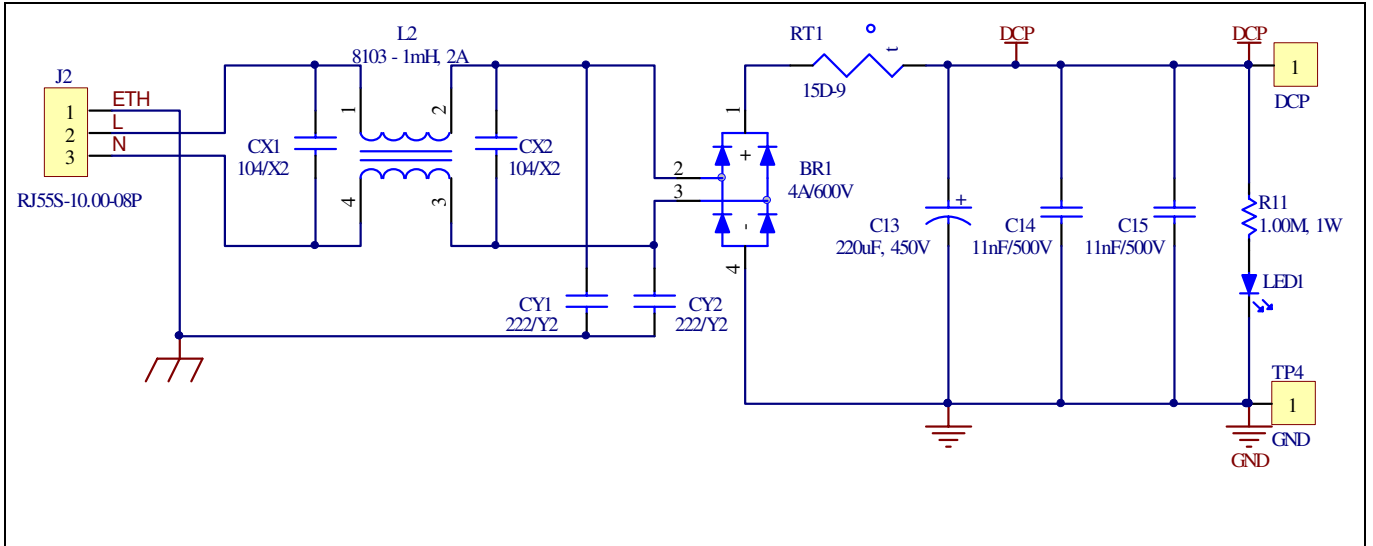 J2
1
2
3
ETH
L
N
RJ55S-10.00-08P
CX1
104/X2
L2
8103 - 1mH, 2A
1
2
4
3
CX2
104/X2
CY1
222/Y2
CY2
222/Y2
2
3
1
4
+
-
BR1
4A/600V
RT1
t
15D-9
DCP
+
C13
220uF, 450V
C14
11nF/500V
C15
11nF/500V
DCP
1
DCP
R11
1.00M, 1W
LED1
TP4
1
GND
GND